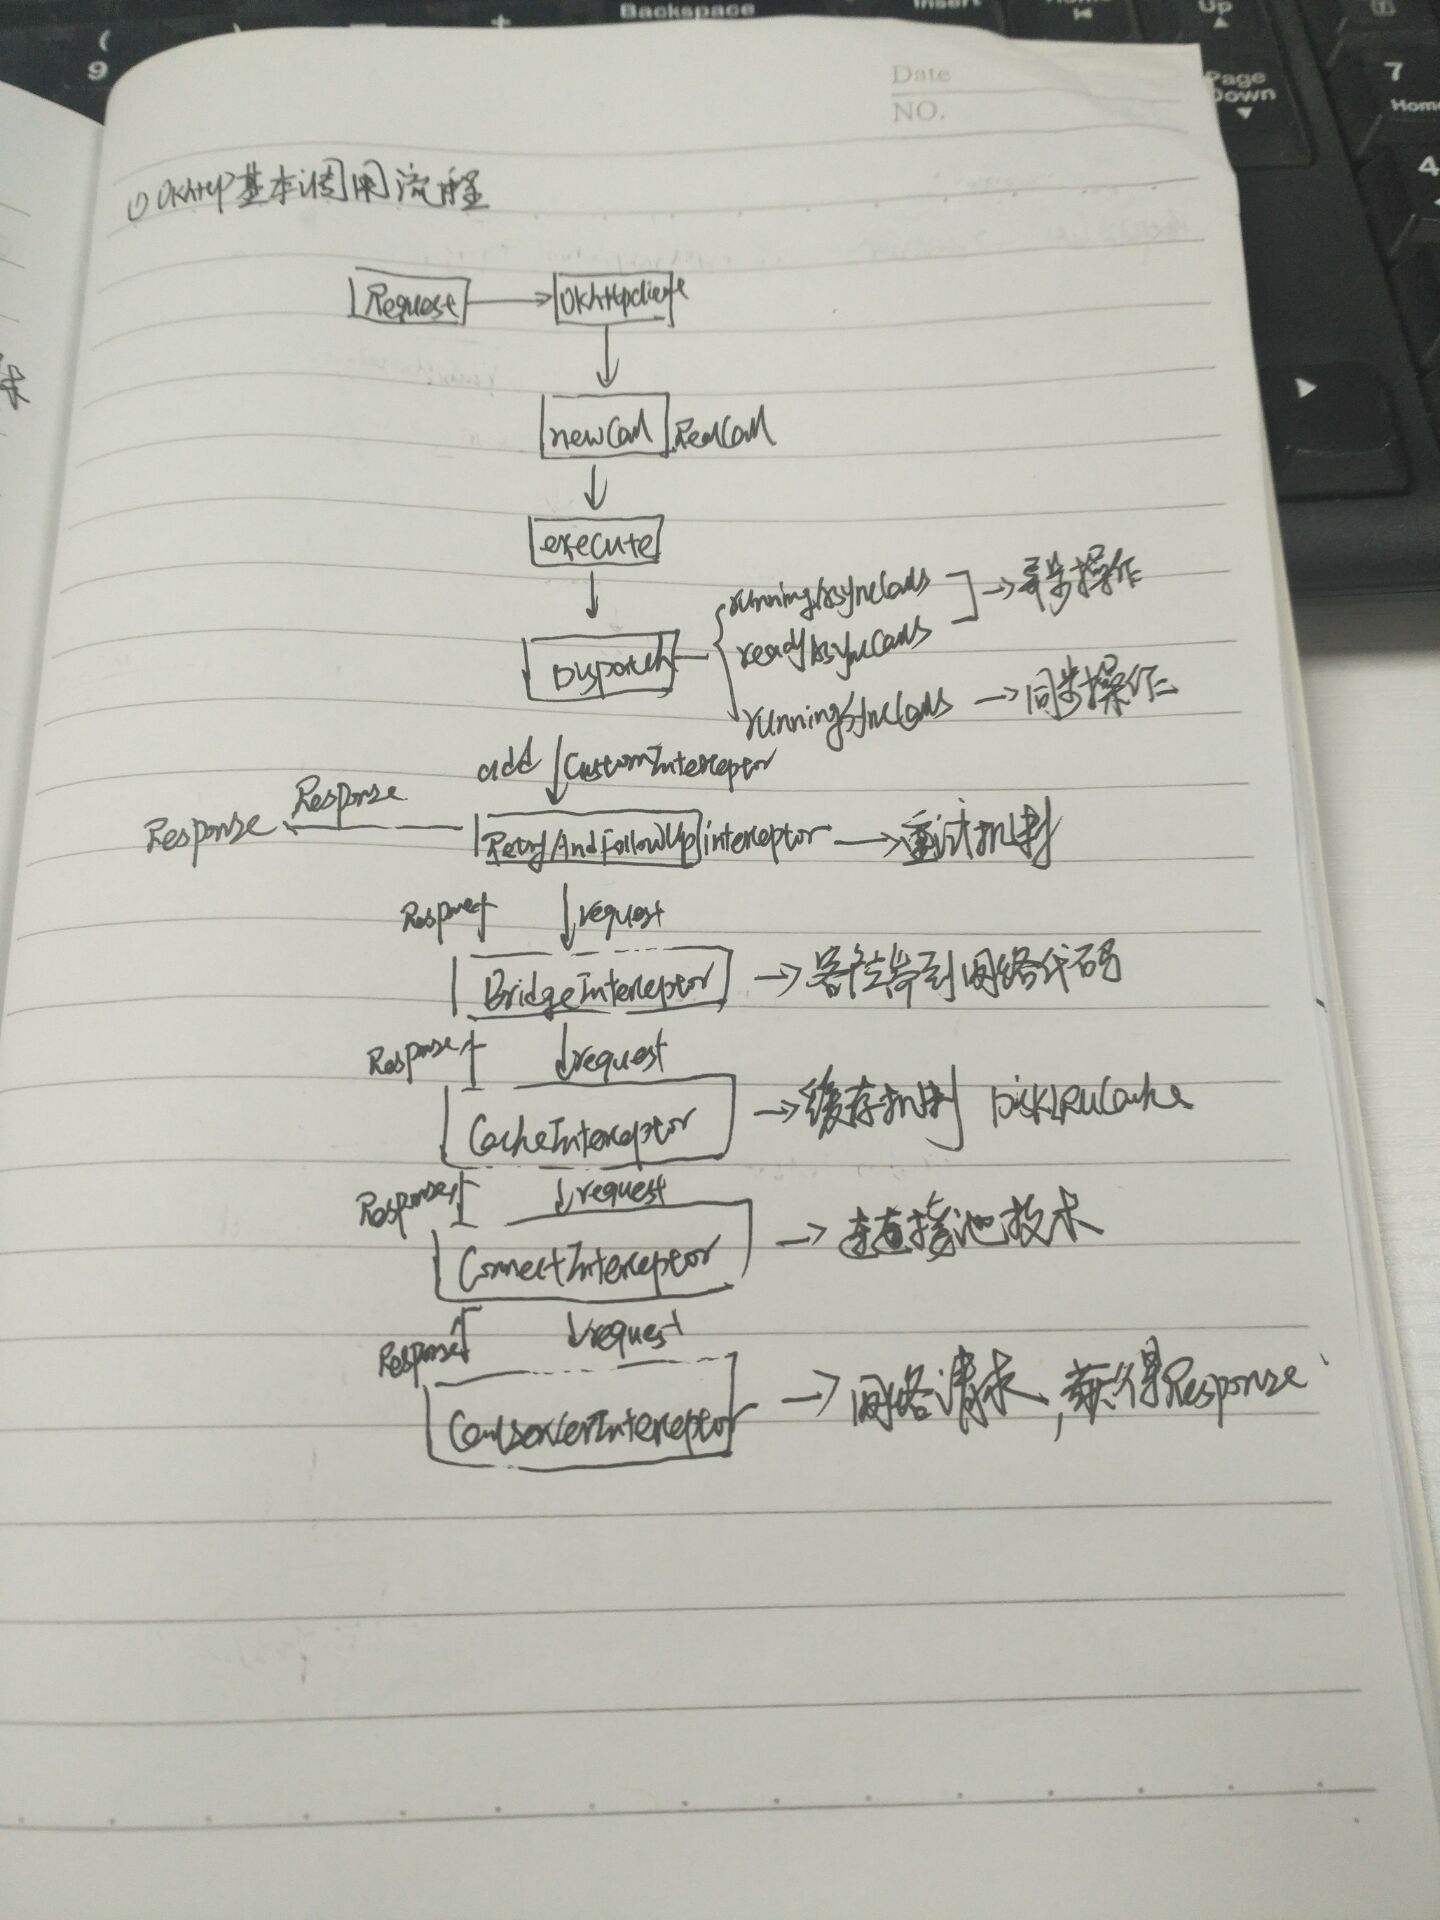 Backspace
Insert
Home
Up
(
9
+
Page
Down
7
Home
4
Date
NO.
① OkHttp基本调用流程
Request
OkHttpclient
newCall RealCall
execute
runningAsyncCalls
异步操作
readyAsyncCalls
Dispatch
runningSyncCalls
同步操作
add CustomInterceptor
Response
Response
RetryAndFollowUpinterceptor
重试机制
Response request
BridgeInterceptor
到网络代码
Response request
CacheInterceptor
缓存机制 DiskLRUCache
Response request
ConnectInterceptor
连接池技术
Response request
CallServerInterceptor
网络请求,获得Response